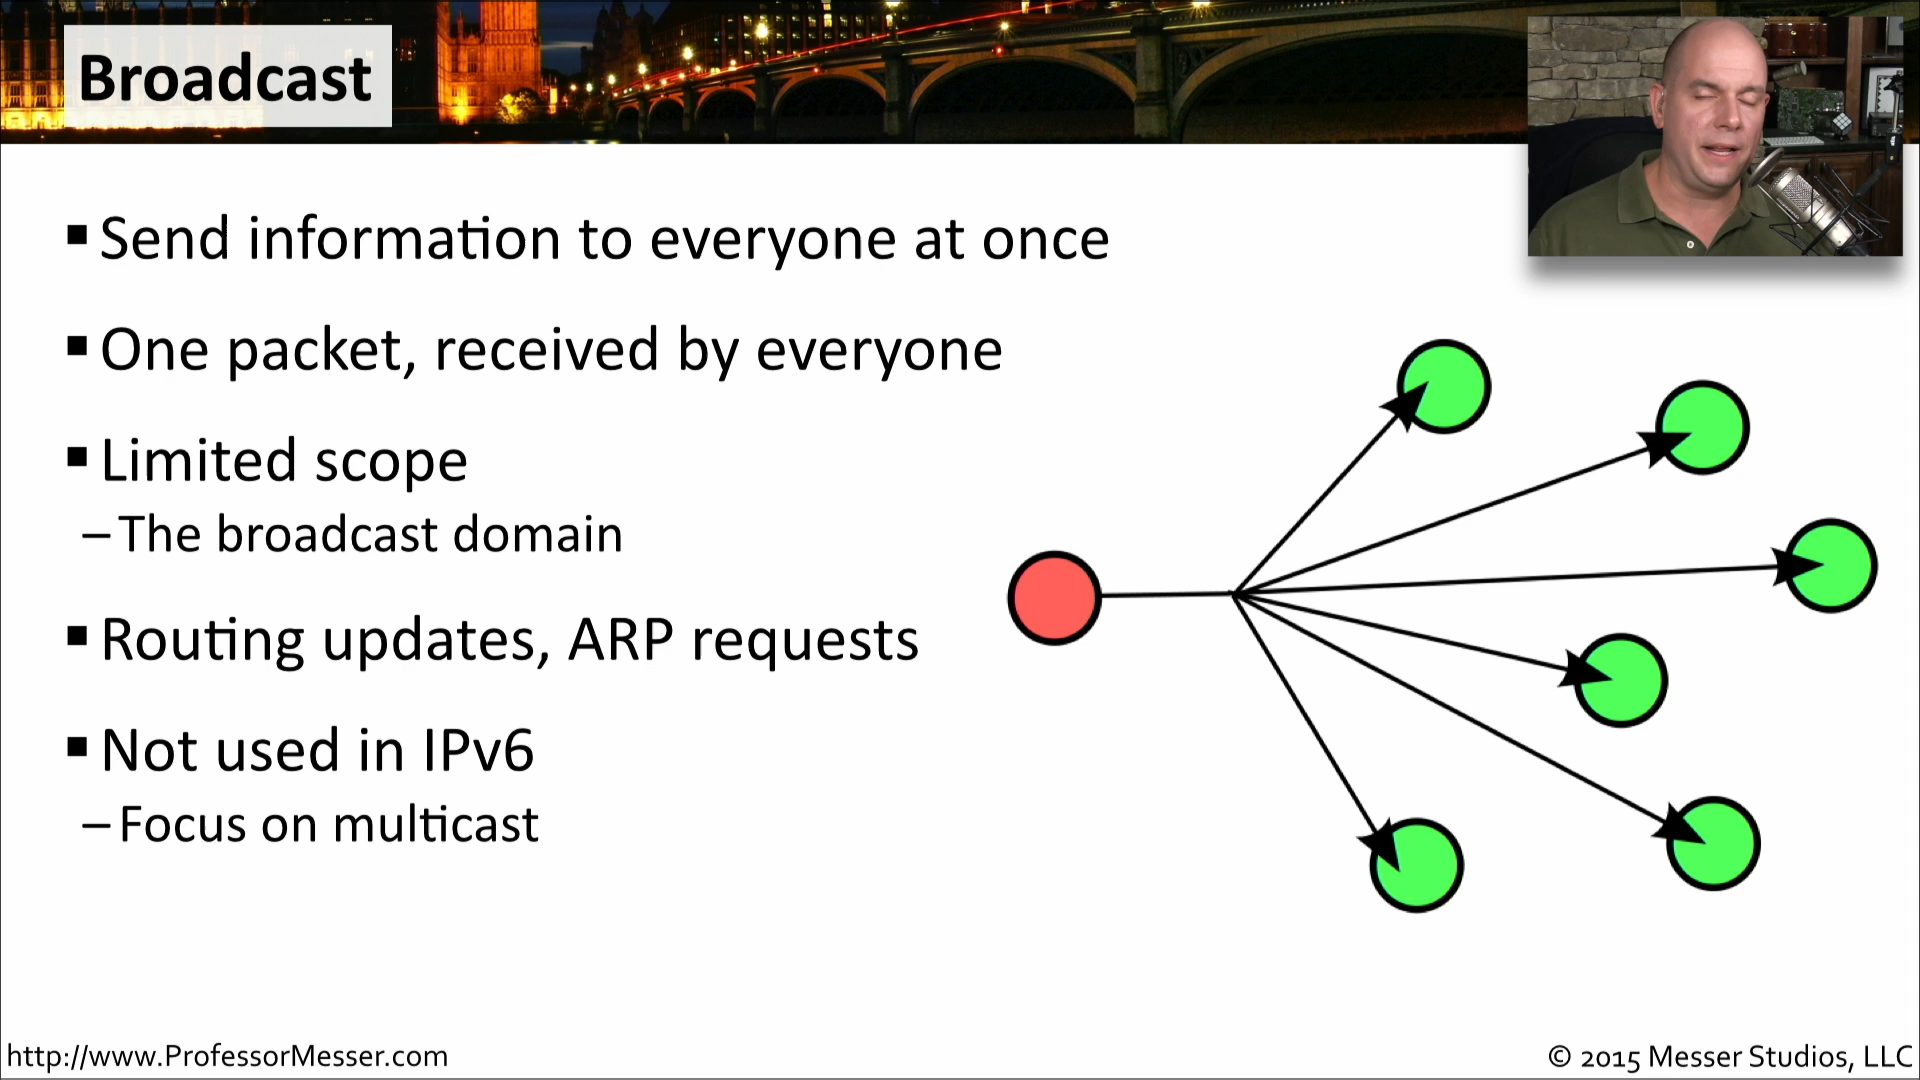 Broadcast
▪ Send information to everyone at once
▪ One packet, received by everyone
▪ Limited scope
– The broadcast domain
▪ Routing updates, ARP requests
▪ Not used in IPv6
– Focus on multicast
http://www.ProfessorMesser.com
© 2015 Messer Studios, LLC